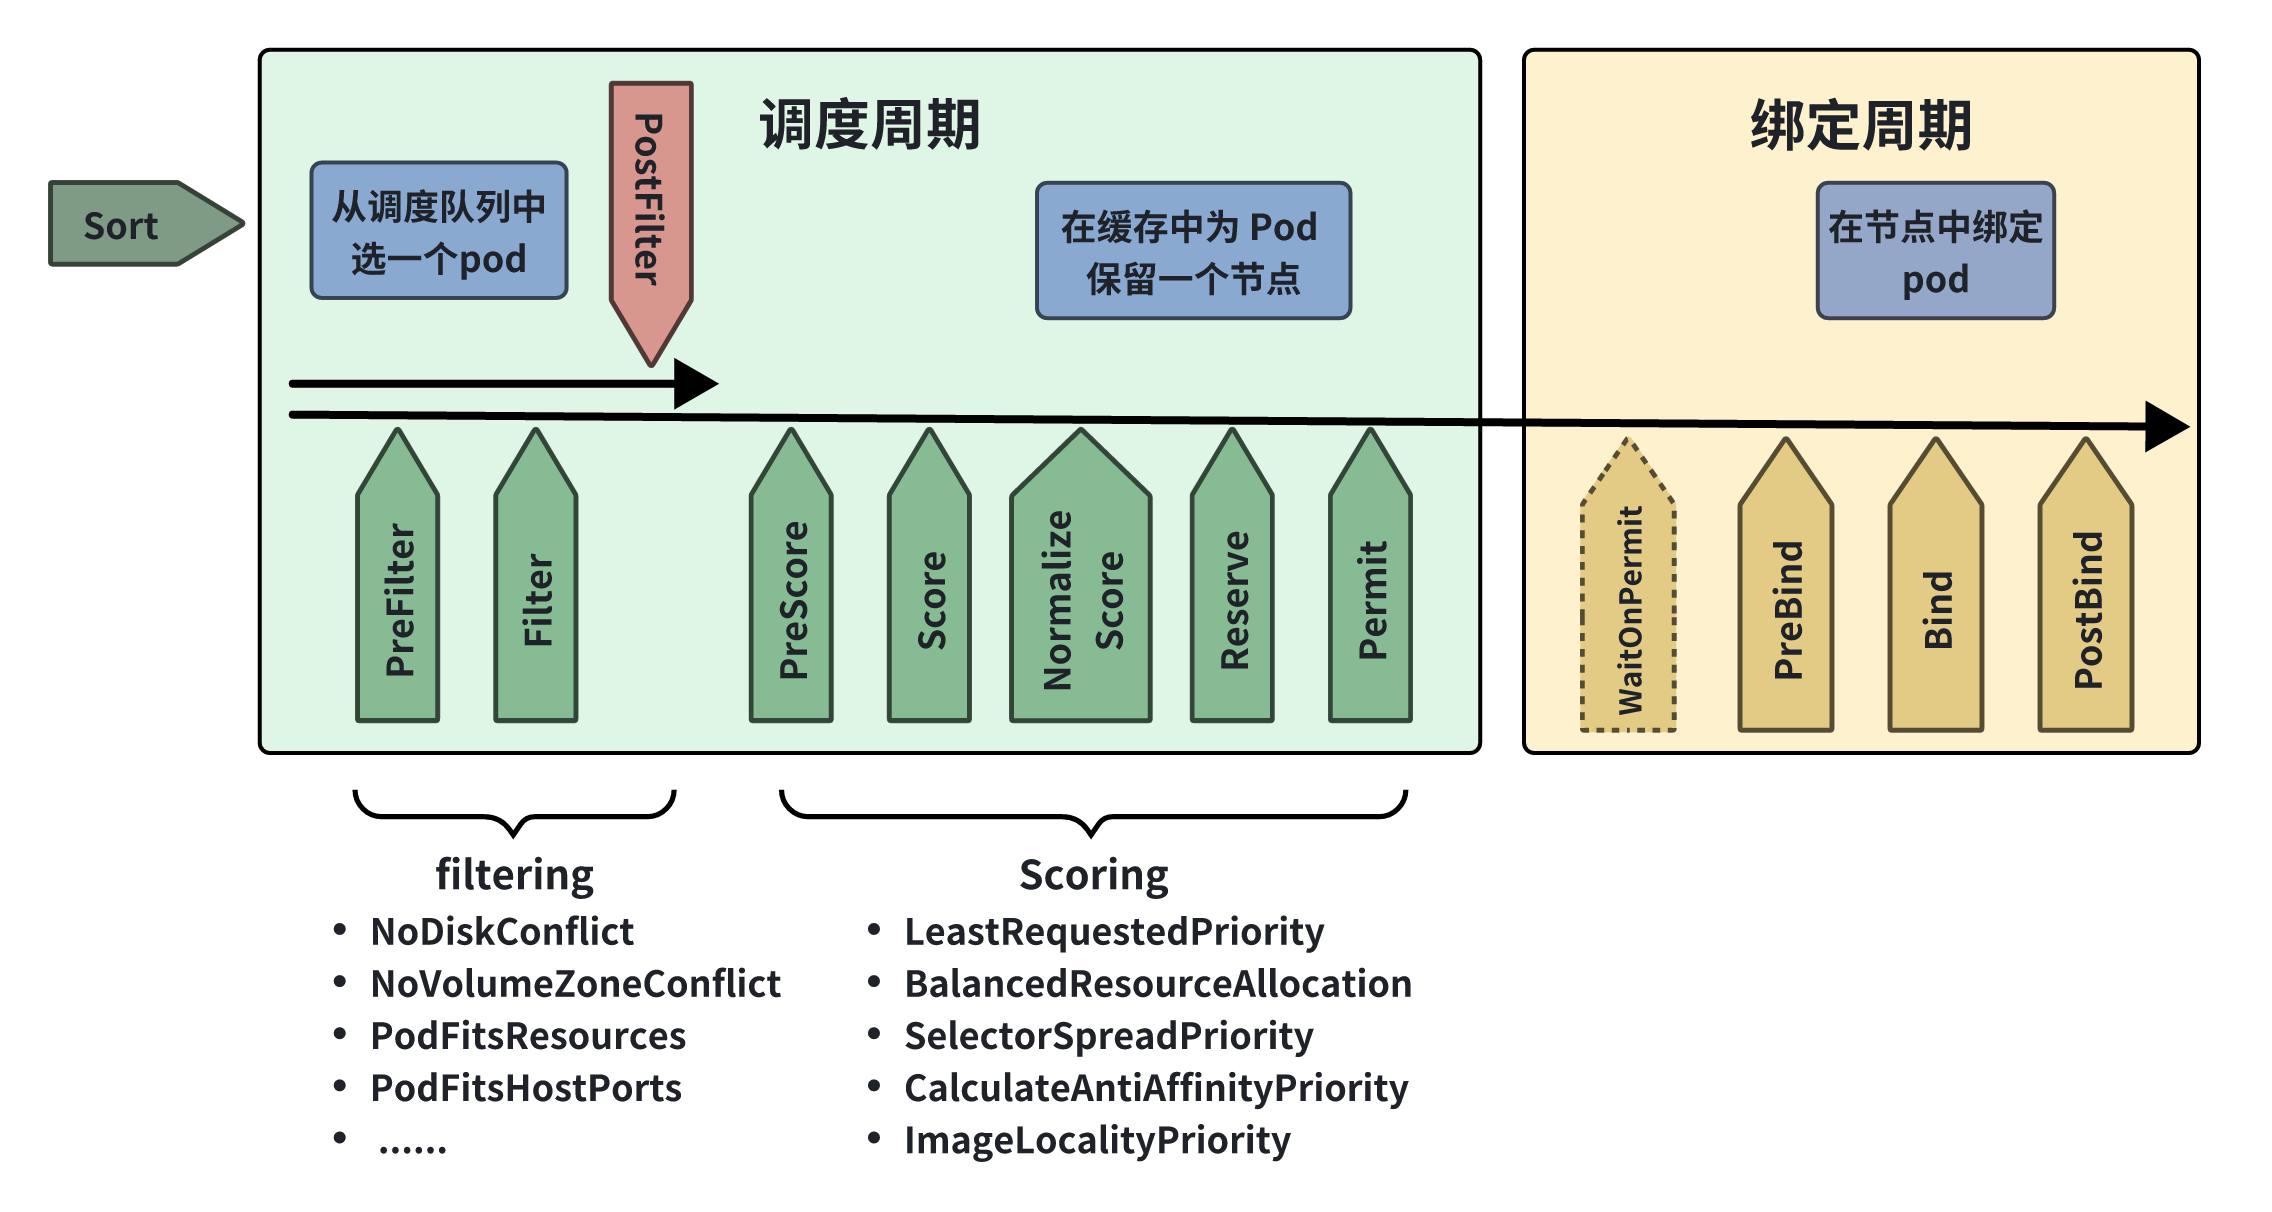 调度周期
绑定周期
Sort
从调度队列中
选一个pod
PostFilter
在缓存中为 Pod
保留一个节点
在节点中绑定
pod
PreFilter
Filter
PreScore
Score
Normalize
Score
Reserve
Permit
WaitOnPermit
PreBind
Bind
PostBind
filtering
• NoDiskConflict
• NoVolumeZoneConflict
• PodFitsResources
• PodFitsHostPorts
• ......
Scoring
• LeastRequestedPriority
• BalancedResourceAllocation
• SelectorSpreadPriority
• CalculateAntiAffinityPriority
• ImageLocalityPriority